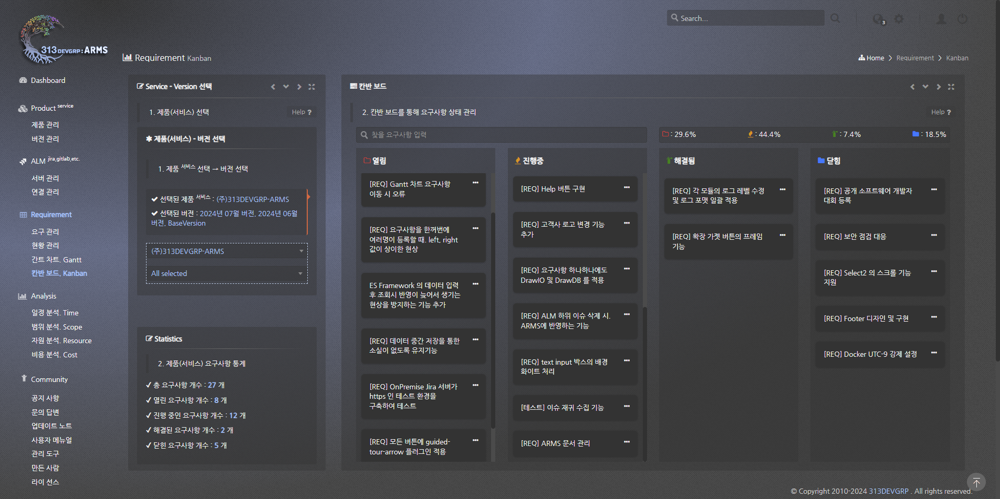 Search...
3
313 DEVGRP : ARMS
Requirement Kanban
Home > Requirement > Kanban
Dashboard
Product service
제품 관리
버전 관리
ALM jira,gitlab,etc.
서버 관리
연결 관리
Requirement
요구 관리
현황 관리
간트 차트. Gantt
칸반 보드. Kanban
Analysis
일정 분석. Time
범위 분석. Scope
자원 분석. Resource
비용 분석. Cost
Community
공지 사항
문의 답변
업데이트 노트
사용자 메뉴얼
관리 도구
만든 사람
라이 선스
Service - Version 선택
1. 제품(서비스) 선택
Help ?
제품(서비스) - 버전 선택
1. 제품 서비스 선택 → 버전 선택
선택된 제품 서비스 : (주)313DEVGRP-ARMS
선택된 버전 : 2024년 07월 버전, 2024년 06월
버전, BaseVersion
(주)313DEVGRP-ARMS
All selected
Statistics
2. 제품(서비스) 요구사항 통계
총 요구사항 개수 : 27 개
열린 요구사항 개수 : 8 개
진행 중인 요구사항 개수 : 12 개
해결된 요구사항 개수 : 2 개
닫힌 요구사항 개수 : 5 개
칸반 보드
2. 칸반 보드를 통해 요구사항 상태 관리
Help ?
찾을 요구사항 입력
: 29.6%
: 44.4%
: 7.4%
: 18.5%
열림
[REQ] Gantt 차트 요구사항
이동 시 오류
[REQ] 요구사항을 한꺼번에
여러명이 등록할 때. left, right
값이 상이한 현상
ES Framework 의 데이터 입력
후 조회시 반영이 늦어서 생기는
현상을 방지하는 기능 추가
[REQ] 데이터 중간 저장을 통한
소실이 없도록 유지기능
[REQ] OnPremise Jira 서버가
https 인 테스트 환경을
구축하여 테스트
[REQ] 모든 버튼에 guided-
tour-arrow 플러그인 적용
진행중
[REQ] Help 버튼 구현
[REQ] 고객사 로고 변경 기능
추가
[REQ] 요구사항 하나하나에도
DrawIO 및 DrawDB 를 적용
[REQ] ALM 하위 이슈 삭제 시.
ARMS에 반영하는 기능
[REQ] text input 박스의 배경
화이트 처리
[테스트] 이슈 재귀 수집 기능
[REQ] ARMS 문서 관리
해결됨
[REQ] 각 모듈의 로그 레벨 수정
및 로그 포맷 일괄 적용
[REQ] 확장 가젯 버튼의 프레임
기능
닫힘
[REQ] 공개 소프트웨어 개발자
대회 등록
[REQ] 보안 점검 대응
[REQ] Select2 의 스크롤 기능
지원
[REQ] Footer 디자인 및 구현
[REQ] Docker UTC-9 강제 설정
© Copyright 2010-2024 313DEVGRP . All rights reserved.